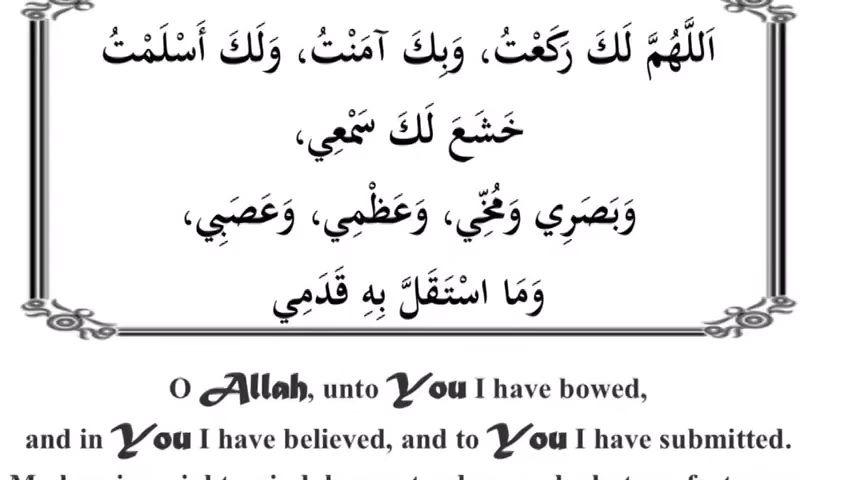 اَللَّهُمَّ لَكَ رَكَعْتُ، وَبِكَ آمَنْتُ، وَلَكَ أَسْلَمْتُ
خَشَعَ لَكَ سَمْعِي،
وَبَصَرِي وَمُخِّي، وَعَظْمِي، وَعَصَبِي،
وَمَا اسْتَقَلَّ بِهِ قَدَمِي
O Allah, unto You I have bowed,
and in You I have believed, and to You I have submitted.